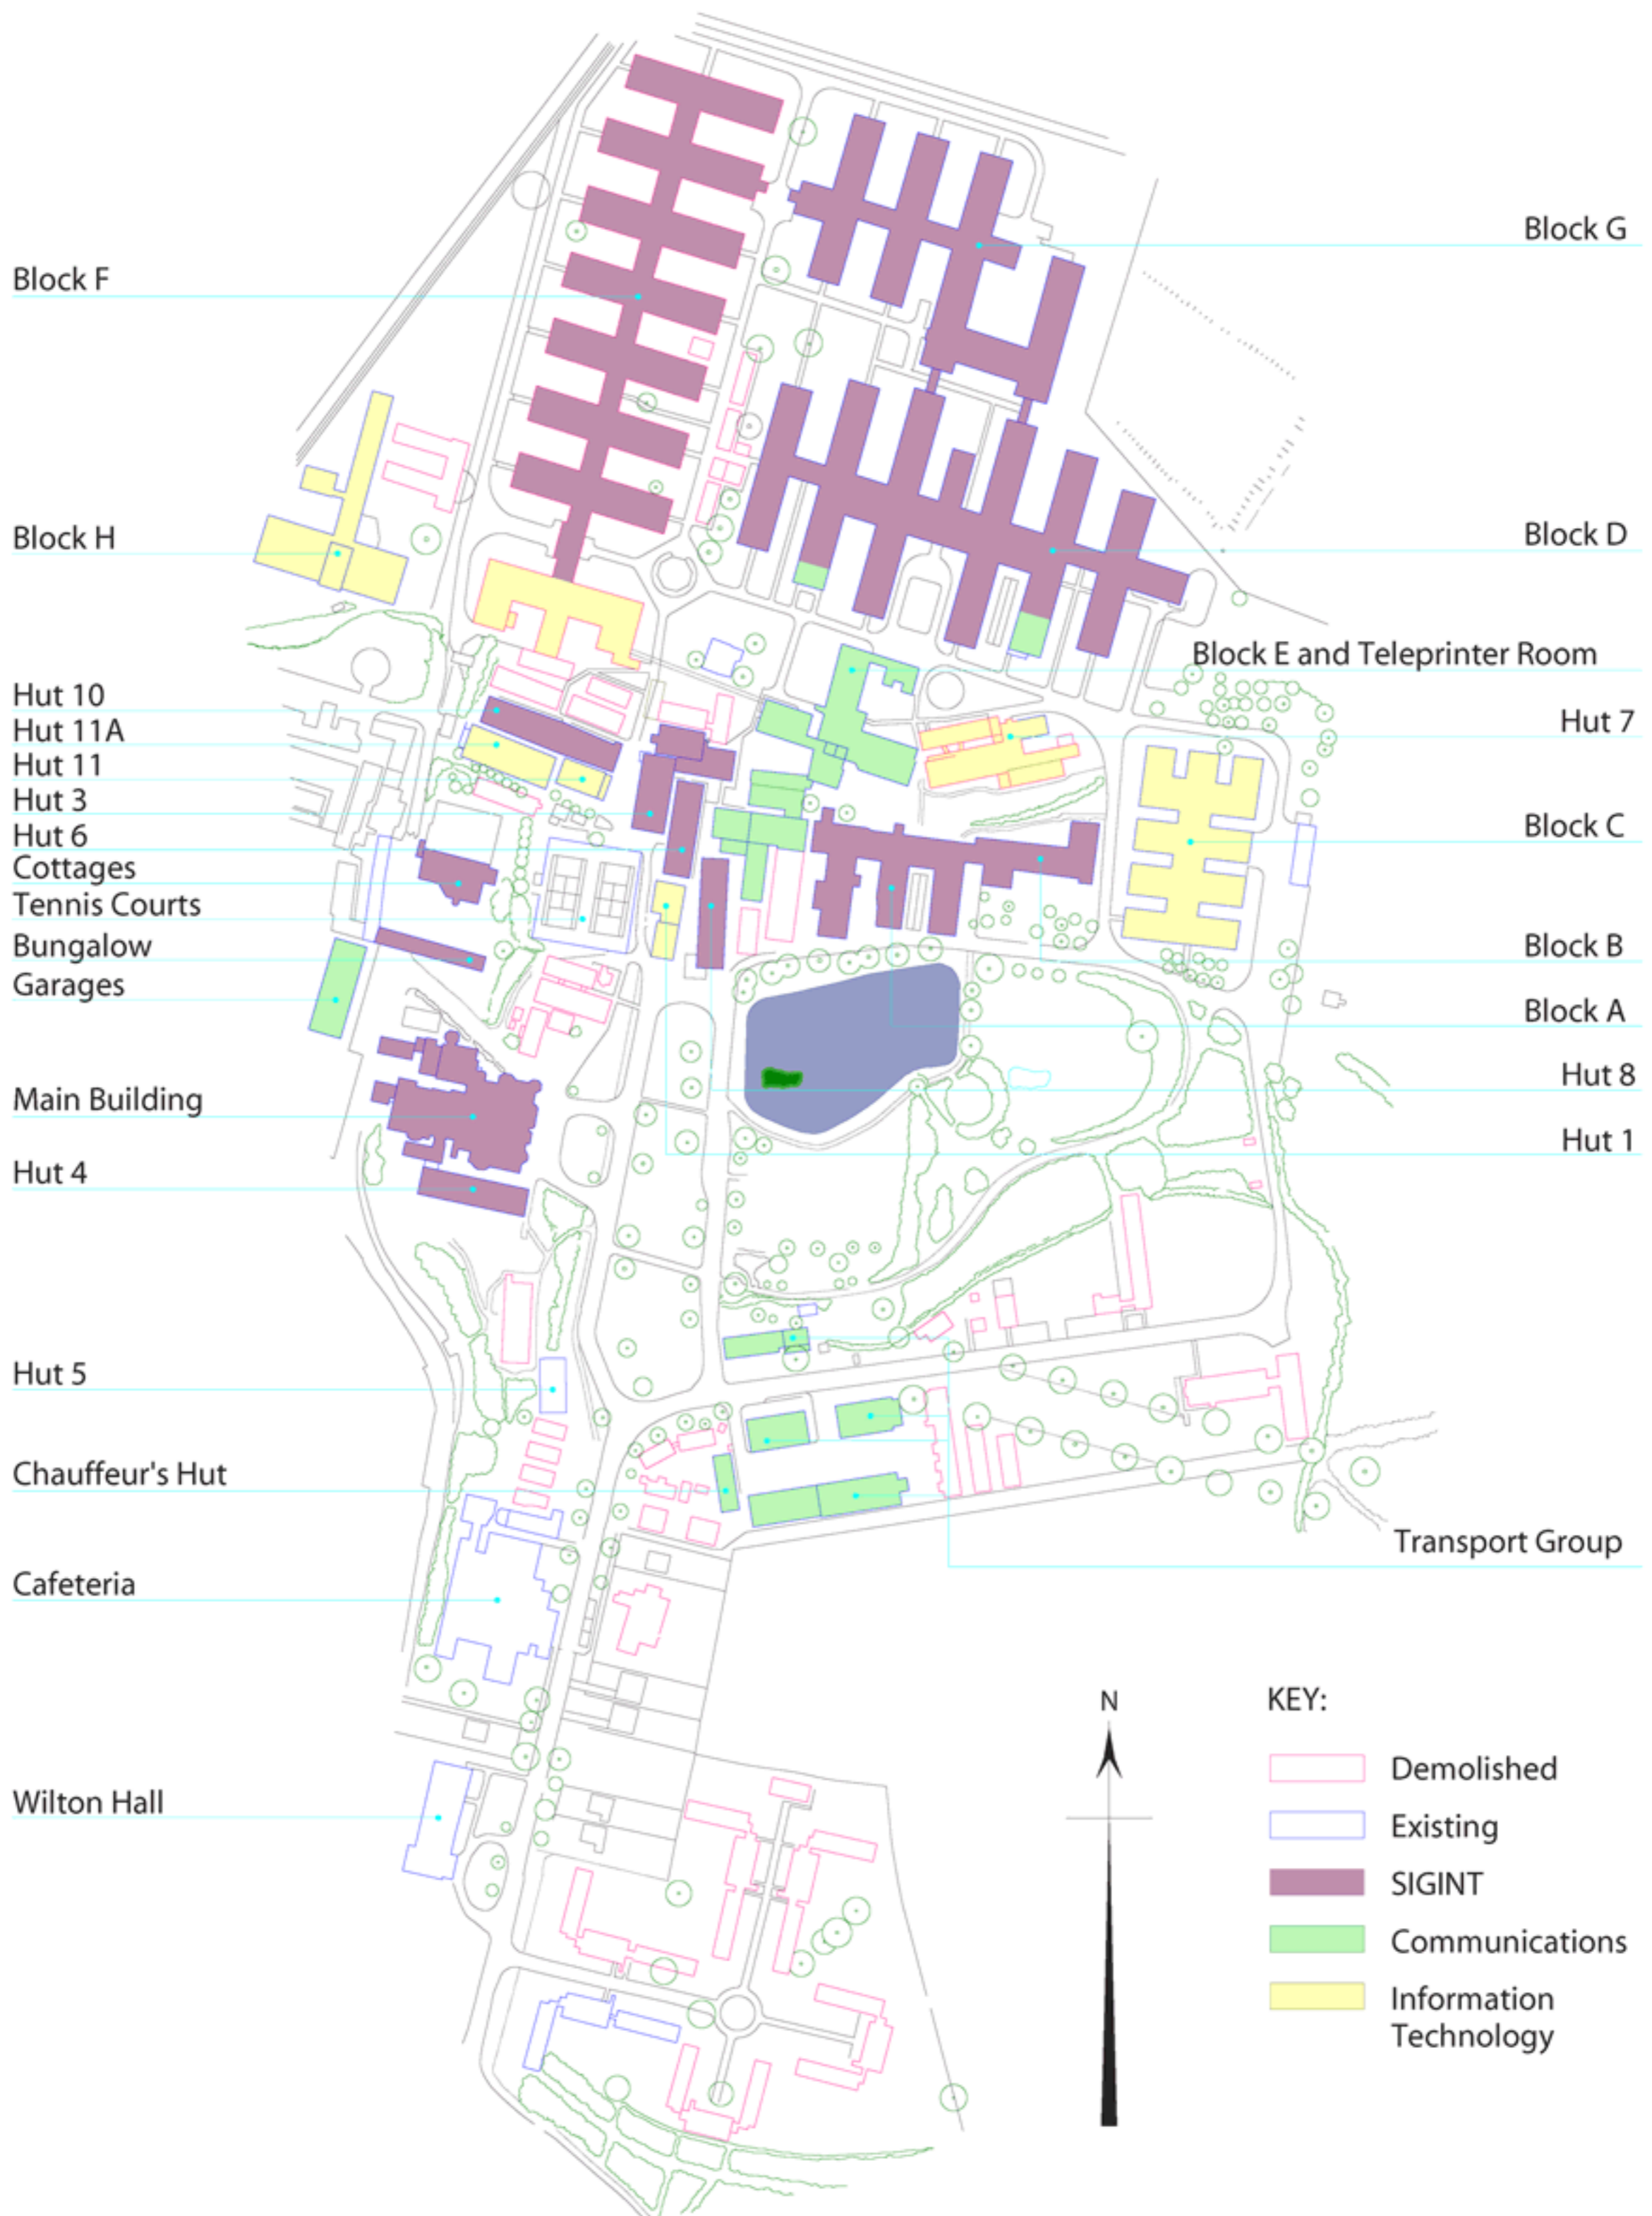 Block F
Block H
Hut 10
Hut 11A
Hut 11
Hut 3
Hut 6
Cottages
Tennis Courts
Bungalow
Garages
Main Building
Hut 4
Hut 5
Chauffeur's Hut
Cafeteria
Wilton Hall
Block G
Block D
Block E and Teleprinter Room
Hut 7
Block C
Block B
Block A
Hut 8
Hut 1
Transport Group
N
KEY:
Demolished
Existing
SIGINT
Communications
Information
Technology